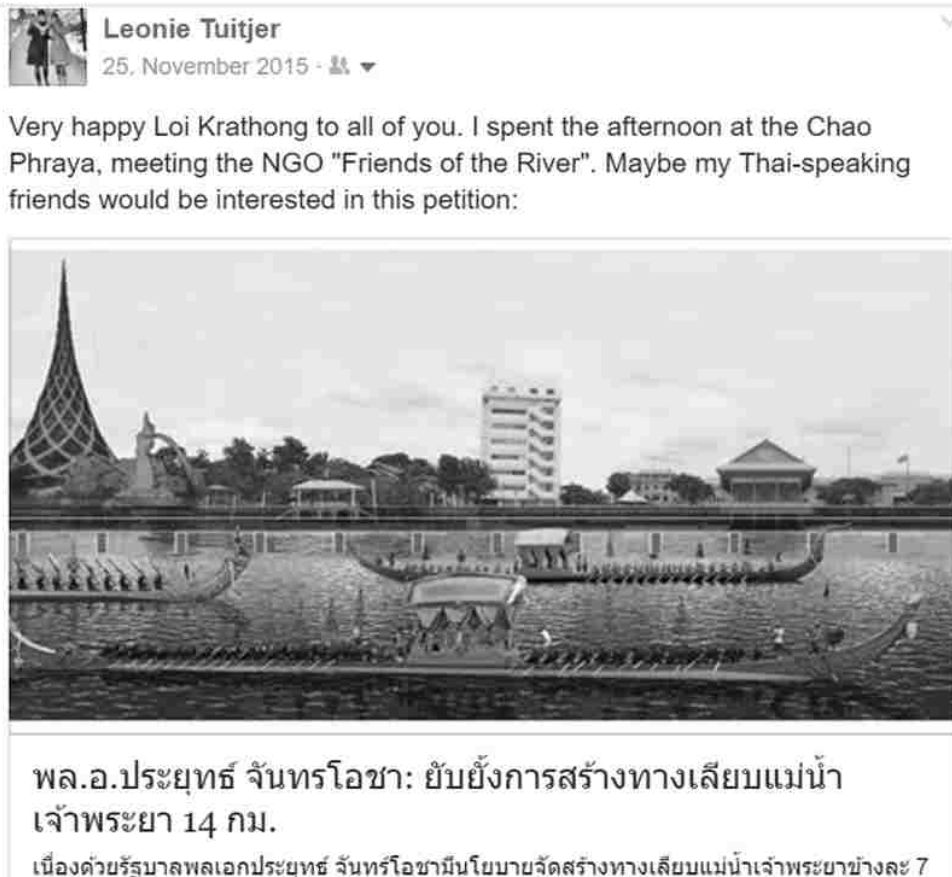 Leonie Tuitjer
25. November 2015 ·
Very happy Loi Krathong to all of you. I spent the afternoon at the Chao
Phraya, meeting the NGO "Friends of the River". Maybe my Thai-speaking
friends would be interested in this petition:
พล.อ.ประยุทธ์ จันทรโอชา: ยับยั้งการสร้างทางเลียบแม่น้ำ
เจ้าพระยา 14 กม.
เนื่องด้วยรัฐบาลพลเอกประยุทธ์ จันทร์โอชามีนโยบายจัดสร้างทางเลียบแม่น้ำเจ้าพระยาข้างละ 7